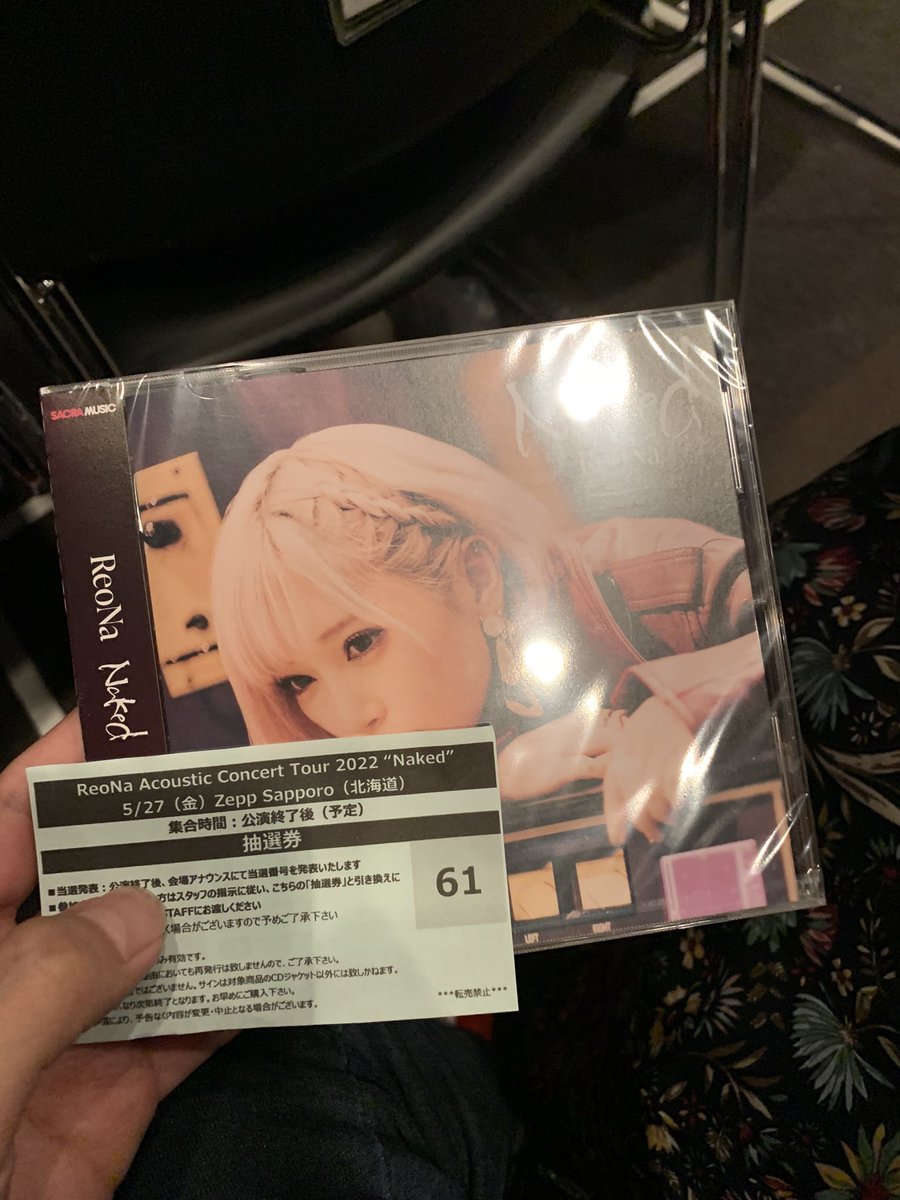 SACRA MUSIC
ReoNa Naked
ReoNa Acoustic Concert Tour 2022 “Naked”
5/27（金）Zepp Sapporo（北海道）
集合時間：公演終了後（予定）
抽選券
61
■当選発表：公演終了後、会場アナウンスにて当選番号を発表いたします
■参加 方はスタッフの指示に従い、こちらの「抽選券」と引き換えに
STAFFにお渡しください
く場合がございますので予めご了承下さい
み有効です。
理由においても再発行は致しませんので、ご了承下さい。
ではございません。サインは対象商品のCDジャケット以外には致しかねます。
くなり次第終了となります。お早めにご購入下さい。
事情により、予告なく内容が変更・中止となる場合がございます。
***転売禁止***
LEFT
RIGHT